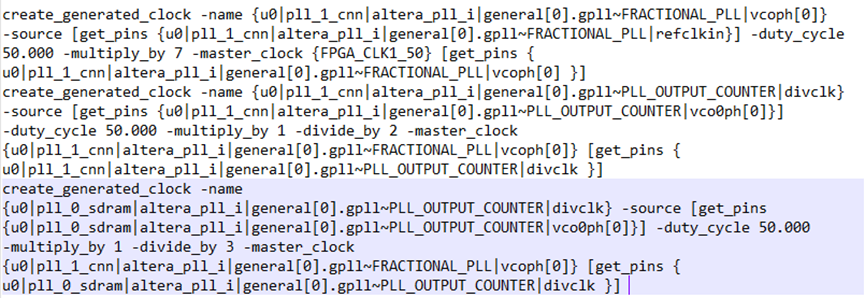 create_generated_clock -name {u0|pll_1_cnn|altera_pll_i|general[0].gpll~FRACTIONAL_PLL|vcoph[0]}
-source [get_pins {u0|pll_1_cnn|altera_pll_i|general[0].gpll~FRACTIONAL_PLL|refclkin}] -duty_cycle
50.000 -multiply_by 7 -master_clock {FPGA_CLK1_50} [get_pins {
u0|pll_1_cnn|altera_pll_i|general[0].gpll~FRACTIONAL_PLL|vcoph[0] }]
create_generated_clock -name {u0|pll_1_cnn|altera_pll_i|general[0].gpll~PLL_OUTPUT_COUNTER|divclk}
-source [get_pins {u0|pll_1_cnn|altera_pll_i|general[0].gpll~PLL_OUTPUT_COUNTER|vco0ph[0]}]
-duty_cycle 50.000 -multiply_by 1 -divide_by 2 -master_clock
{u0|pll_1_cnn|altera_pll_i|general[0].gpll~FRACTIONAL_PLL|vcoph[0]} [get_pins {
u0|pll_1_cnn|altera_pll_i|general[0].gpll~PLL_OUTPUT_COUNTER|divclk }]
create_generated_clock -name
{u0|pll_0_sdram|altera_pll_i|general[0].gpll~PLL_OUTPUT_COUNTER|divclk} -source [get_pins
{u0|pll_0_sdram|altera_pll_i|general[0].gpll~PLL_OUTPUT_COUNTER|vco0ph[0]}] -duty_cycle 50.000
-multiply_by 1 -divide_by 3 -master_clock
{u0|pll_1_cnn|altera_pll_i|general[0].gpll~FRACTIONAL_PLL|vcoph[0]} [get_pins {
u0|pll_0_sdram|altera_pll_i|general[0].gpll~PLL_OUTPUT_COUNTER|divclk }]